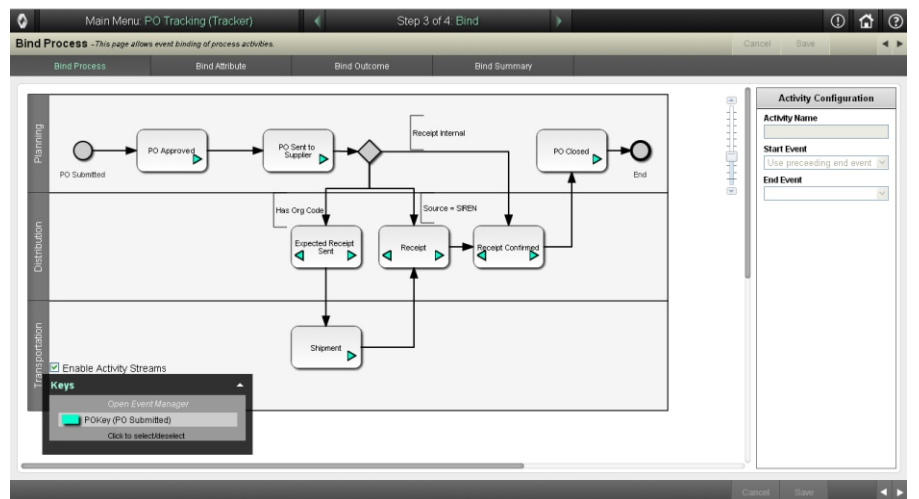 Main Menu: PO Tracking (Tracker)
Step 3 of 4: Bind
Bind Process - This page allows event binding of process activities.
Cancel
Save
Bind Process
Bind Attribute
Bind Outcome
Bind Summary
Planning
PO Submitted
PO Approved
PO Sent to
Supplier
Receipt Internal
PO Closed
End
Distribution
Has Org Code
Source = SIREN
Expected Receipt
Sent
Receipt
Receipt Confirmed
Transportation
Shipment
Enable Activity Streams
Keys
Open Event Manager
POKey (PO Submitted)
Click to select/deselect
Activity Configuration
Activity Name
Start Event
Use preceeding end event
End Event
Cancel
Save